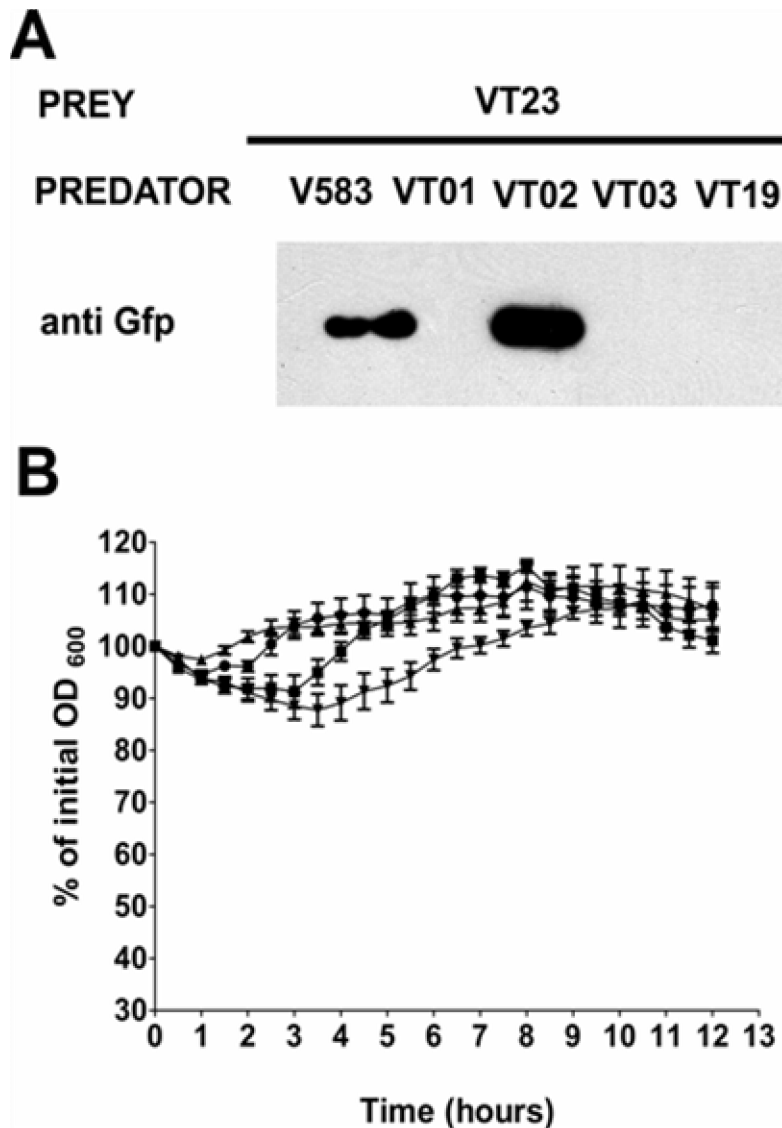 A
PREY VT23
PREDATOR V583 VT01 VT02 VT03 VT19
anti Gfp
B
% of initial OD 600
120
110
100
90
80
70
60
50
40
30
0 1 2 3 4 5 6 7 8 9 10 11 12 13
Time (hours)